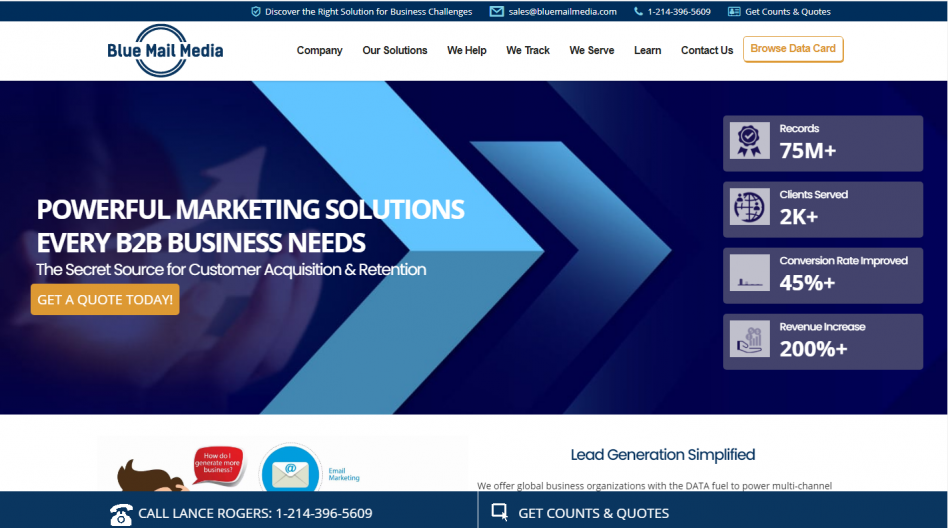 Discover the Right Solution for Business Challenges sales@bluemailmedia.com 1-214-396-5609 Get Counts & Quotes
Blue Mail Media
Company Our Solutions We Help We Track We Serve Learn Contact Us Browse Data Card
POWERFUL MARKETING SOLUTIONS
EVERY B2B BUSINESS NEEDS
The Secret Source for Customer Acquisition & Retention
GET A QUOTE TODAY!
Records
75M+
Clients Served
2K+
Conversion Rate Improved
45%+
Revenue Increase
200%+
How do I
generate more
business?
@
Email
Marketing
Lead Generation Simplified
We offer global business organizations with the DATA fuel to power multi-channel
CALL LANCE ROGERS: 1-214-396-5609
GET COUNTS & QUOTES